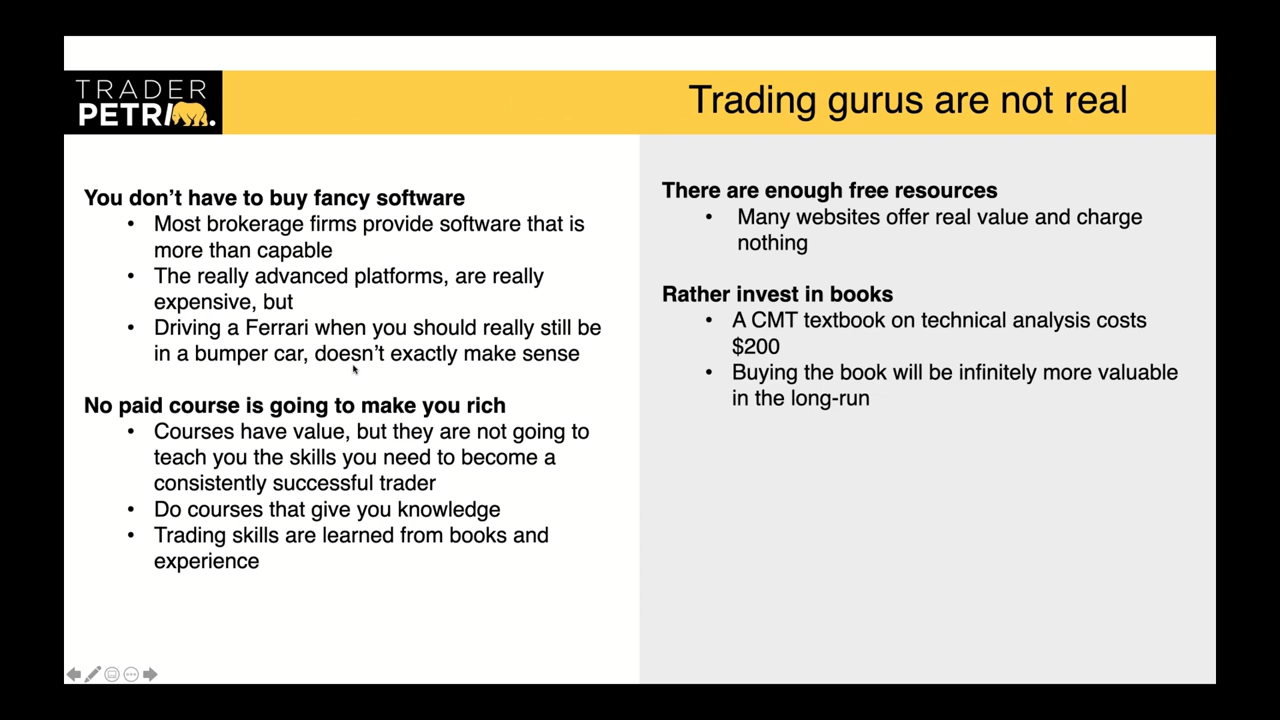 TRADER
PETRI
Trading gurus are not real
You don’t have to buy fancy software
• Most brokerage firms provide software that is
more than capable
• The really advanced platforms, are really
expensive, but
• Driving a Ferrari when you should really still be
in a bumper car, doesn’t exactly make sense
No paid course is going to make you rich
• Courses have value, but they are not going to
teach you the skills you need to become a
consistently successful trader
• Do courses that give you knowledge
• Trading skills are learned from books and
experience
There are enough free resources
• Many websites offer real value and charge
nothing
Rather invest in books
• A CMT textbook on technical analysis costs
$200
• Buying the book will be infinitely more valuable
in the long-run